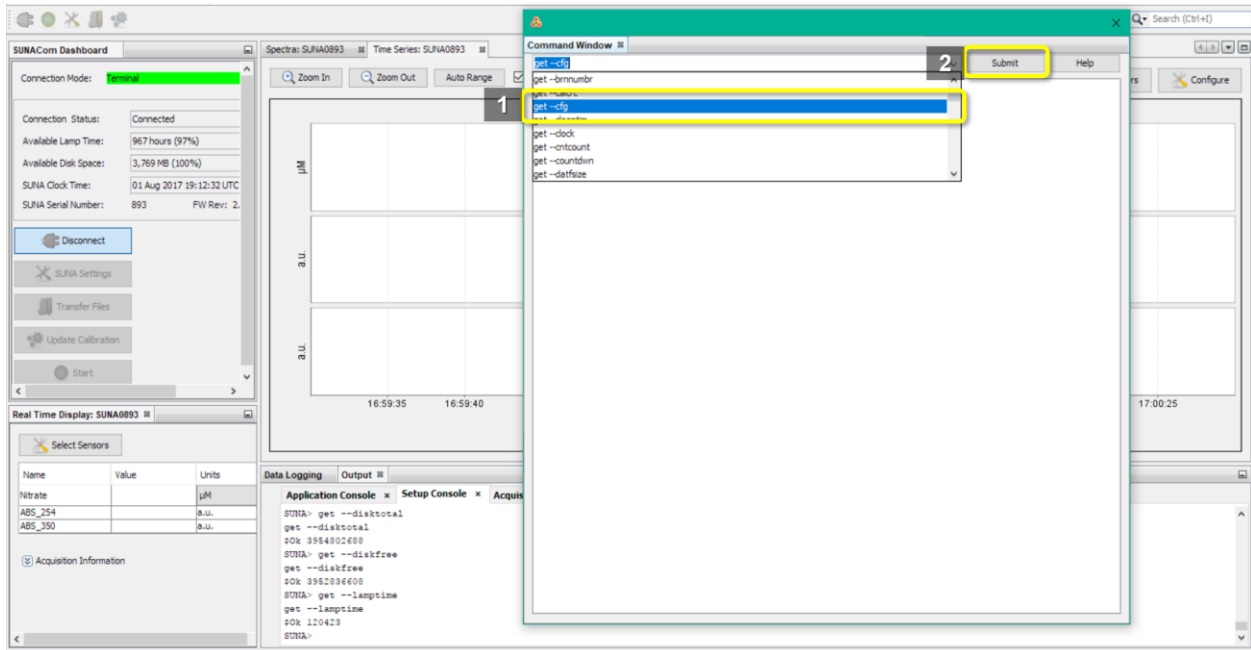 Search (Ctrl+I)
SUNACom Dashboard
Connection Mode: Terminal
Connection Status: Connected
Available Lamp Time: 967 hours (97%)
Available Disk Space: 3,769 MB (100%)
SUNA Clock Time: 01 Aug 2017 19:12:32 UTC
SUNA Serial Number: 893 FW Rev: 2.
Disconnect
SUNA Settings
Transfer Files
Update Calibration
Start
Real Time Display: SUNA0893
Select Sensors
Name Value Units
Nitrate µM
ABS_254 a.u.
ABS_350 a.u.
Acquisition Information
Spectra: SUNA0893 Time Series: SUNA0893
Zoom In Zoom Out Auto Range
Configure
µM
a.u.
a.u.
16:59:35 16:59:40 17:00:25
Command Window
get --cfg 2 Submit Help
get --brnnumbr
1 get --cfg
get --clock
get --cntcount
get --countdwn
get --datfsize
Data Logging Output
Application Console Setup Console Acquis
SUNA> get --disktotal
get --disktotal
$Ok 3954802688
SUNA> get --diskfree
get --diskfree
$Ok 3952836608
SUNA> get --lamptime
get --lamptime
$Ok 120423
SUNA>